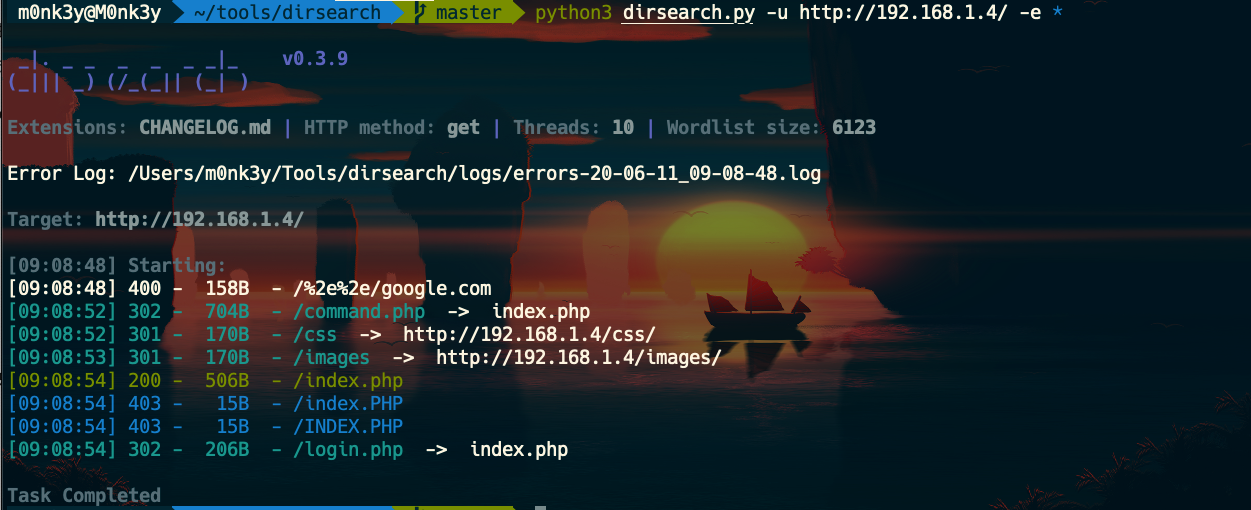 m0nk3y@M0nk3y ~/tools/dirsearch master python3 dirsearch.py -u http://192.168.1.4/ -e *
 _|. _ _  _  _  _ _|_    v0.3.9
(_||| _) (/_(_|| (_| )
Extensions: CHANGELOG.md | HTTP method: get | Threads: 10 | Wordlist size: 6123
Error Log: /Users/m0nk3y/Tools/dirsearch/logs/errors-20-06-11_09-08-48.log
Target: http://192.168.1.4/
[09:08:48] Starting:
[09:08:48] 400 -  158B  - /%2e%2e/google.com
[09:08:52] 302 -  704B  - /command.php  ->  index.php
[09:08:52] 301 -  170B  - /css  ->  http://192.168.1.4/css/
[09:08:53] 301 -  170B  - /images  ->  http://192.168.1.4/images/
[09:08:54] 200 -  506B  - /index.php
[09:08:54] 403 -   15B  - /index.PHP
[09:08:54] 403 -   15B  - /INDEX.PHP
[09:08:54] 302 -  206B  - /login.php  ->  index.php
Task Completed